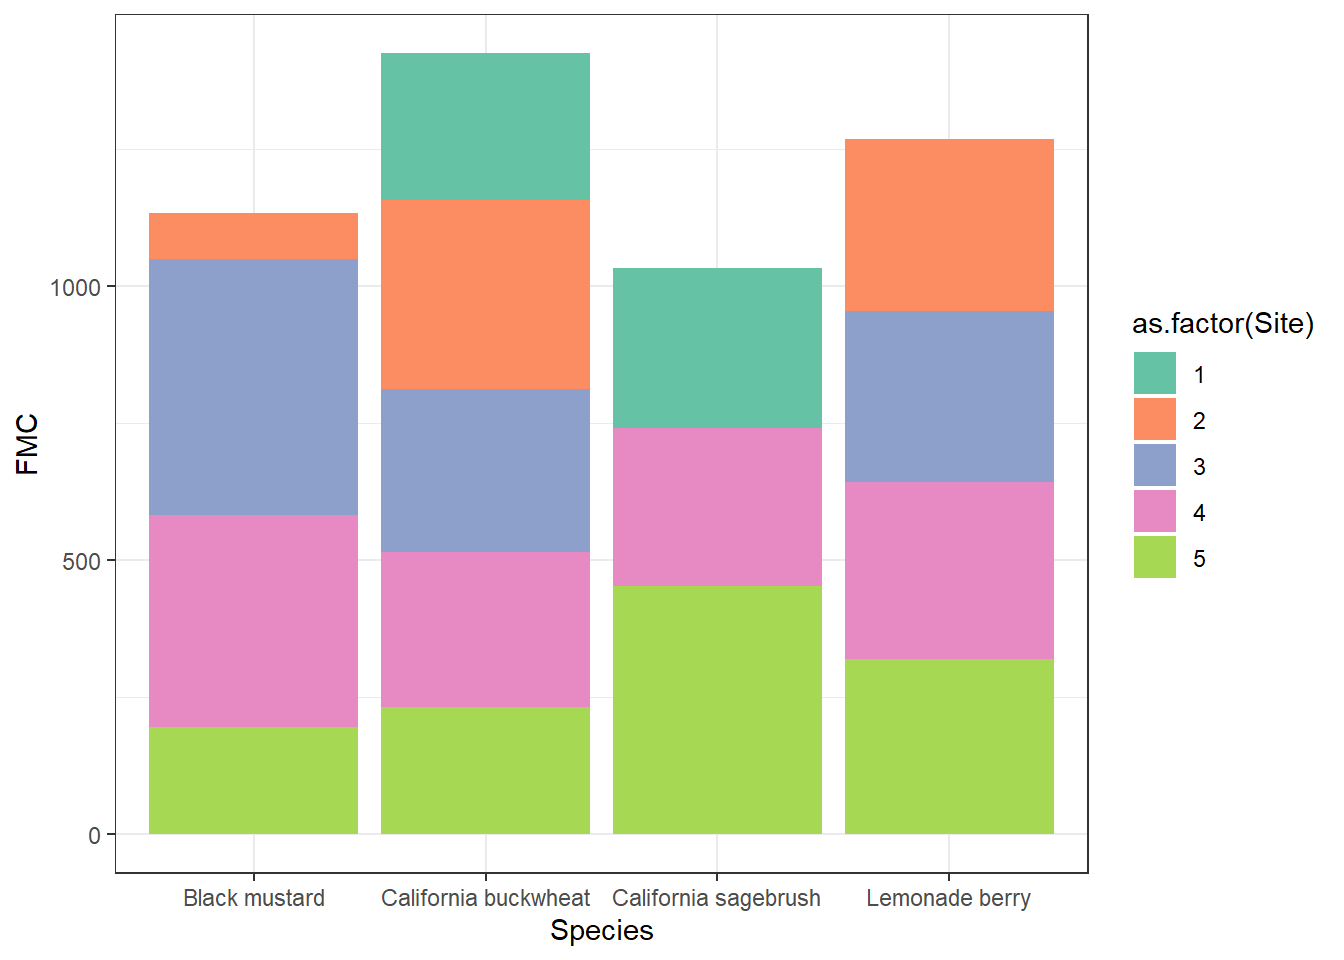 FMC
1000
500
0
Black mustard
California buckwheat
California sagebrush
Lemonade berry
Species
as.factor(Site)
1
2
3
4
5